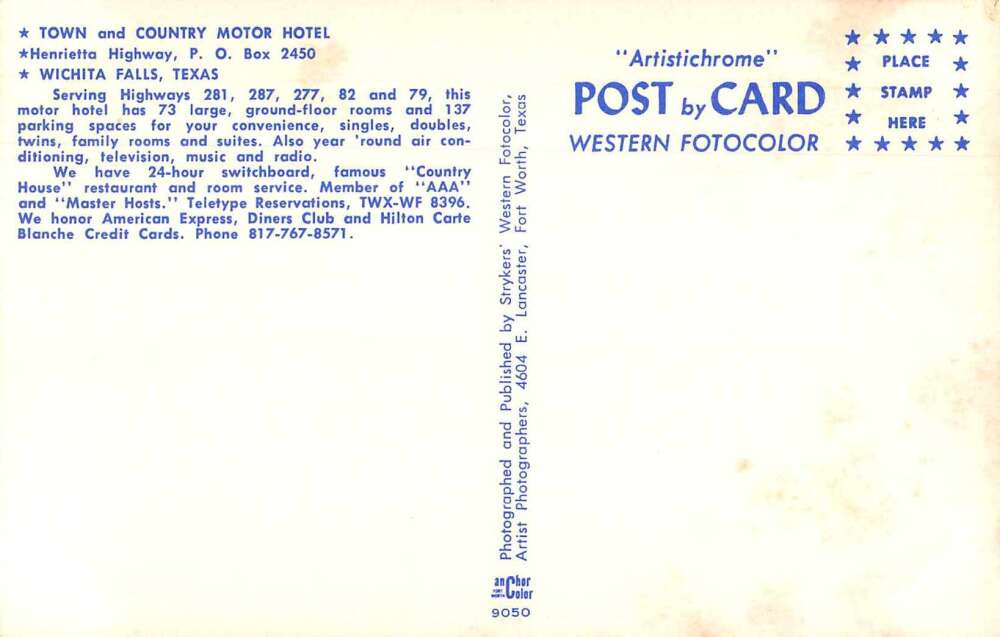 ★ TOWN and COUNTRY MOTOR HOTEL
★Henrietta Highway, P. O. Box 2450
★ WICHITA FALLS, TEXAS
Serving Highways 281, 287, 277, 82 and 79, this
motor hotel has 73 large, ground-floor rooms and 137
parking spaces for your convenience, singles, doubles,
twins, family rooms and suites. Also year 'round air con-
ditioning, television, music and radio.
We have 24-hour switchboard, famous "Country
House" restaurant and room service. Member of "AAA"
and "Master Hosts." Teletype Reservations, TWX-WF 8396.
We honor American Express, Diners Club and Hilton Carte
Blanche Credit Cards. Phone 817-767-8571.
Photographed and Published by Strykers' Western Fotocolor,
Artist Photographers, 4604 E. Lancaster, Fort Worth, Texas
anChor
FORT WORTH Color
9050
"Artistichrome"
POST by CARD
WESTERN FOTOCOLOR
PLACE
STAMP
HERE